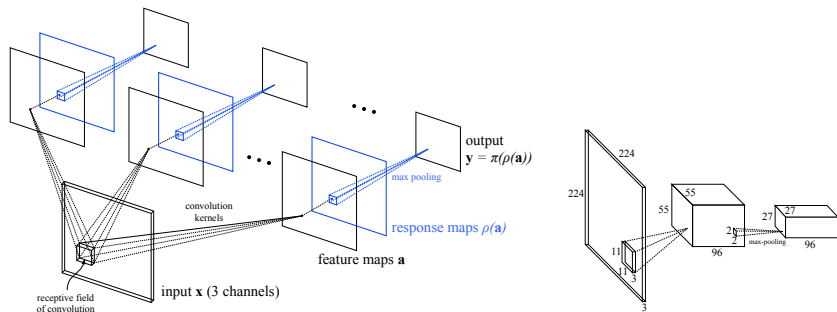 output
y = π(ρ(a))
max pooling
convolution
kernels
response maps ρ(a)
feature maps a
input x (3 channels)
receptive field
of convolution
224
224
11
11
3
3
55
55
96
2
2
max-pooling
27
27
96